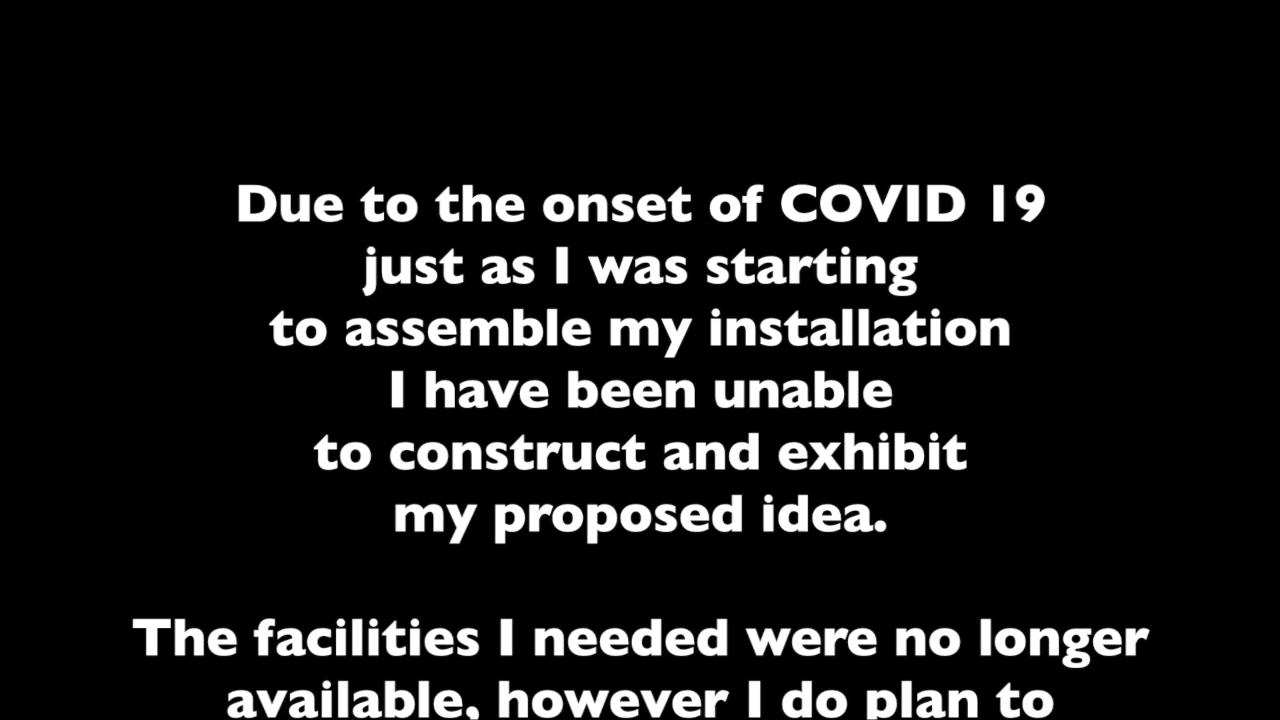 Due to the onset of COVID 19
just as I was starting
to assemble my installation
I have been unable
to construct and exhibit
my proposed idea.
The facilities I needed were no longer
available, however I do plan to